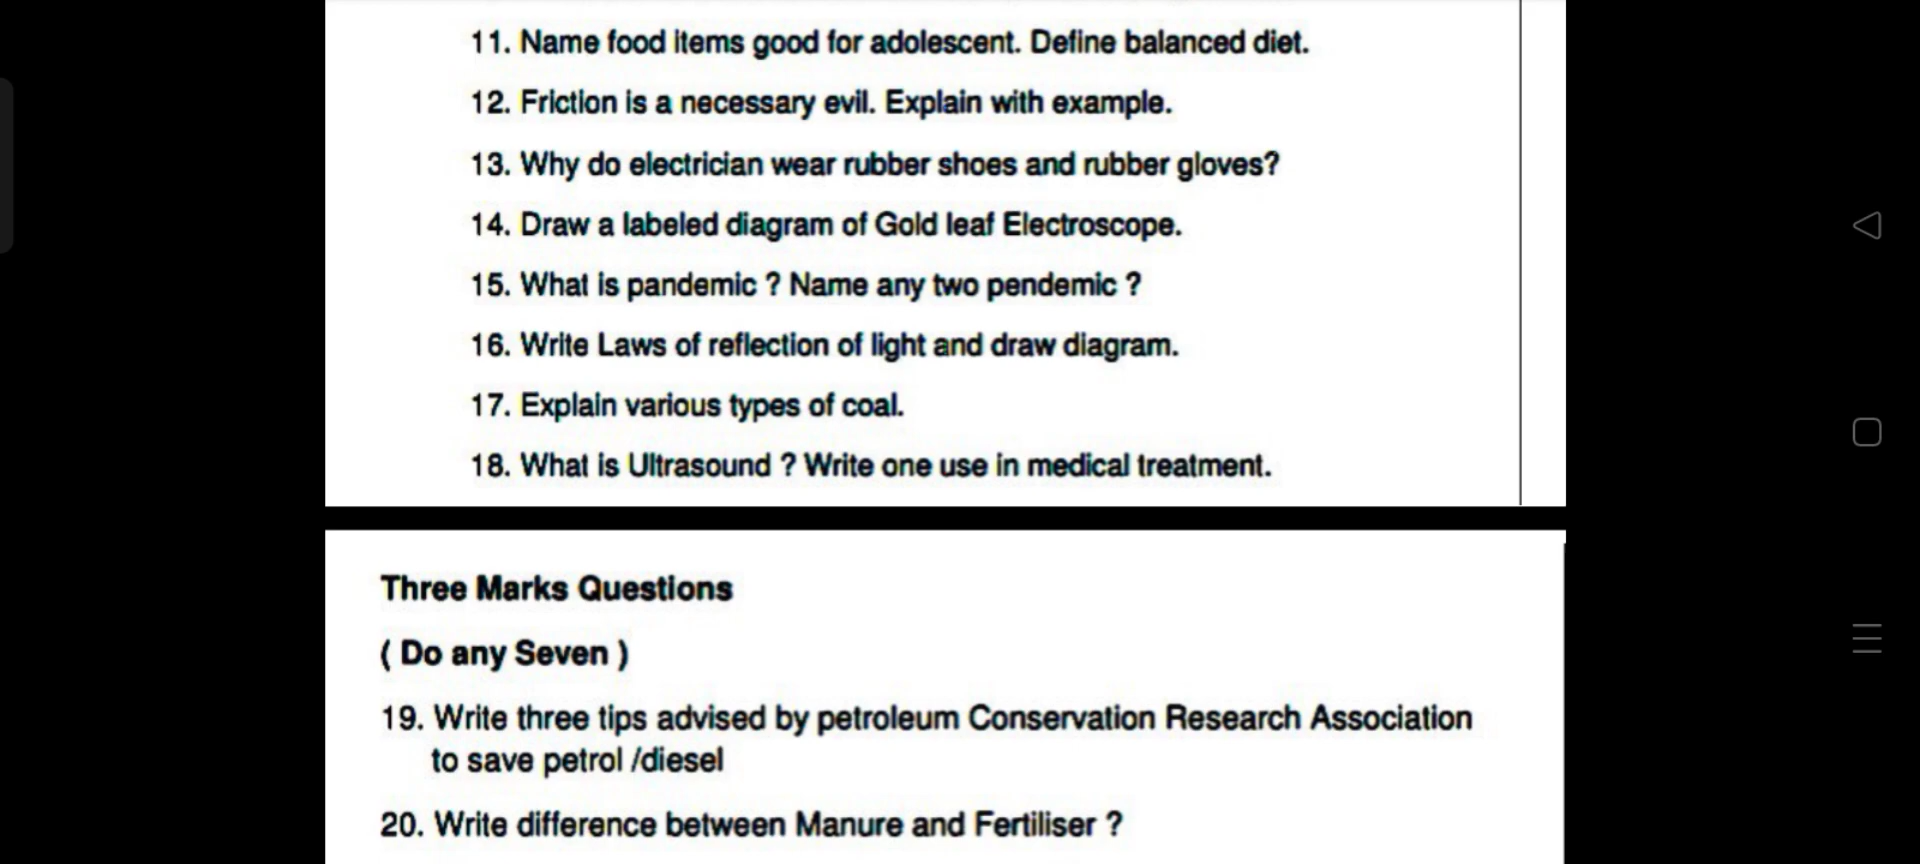 11. Name food items good for adolescent. Define balanced diet.
12. Friction is a necessary evil. Explain with example.
13. Why do electrician wear rubber shoes and rubber gloves?
14. Draw a labeled diagram of Gold leaf Electroscope.
15. What is pandemic ? Name any two pendemic ?
16. Write Laws of reflection of light and draw diagram.
17. Explain various types of coal.
18. What is Ultrasound ? Write one use in medical treatment.
Three Marks Questions
( Do any Seven )
19. Write three tips advised by petroleum Conservation Research Association
to save petrol /diesel
20. Write difference between Manure and Fertiliser ?